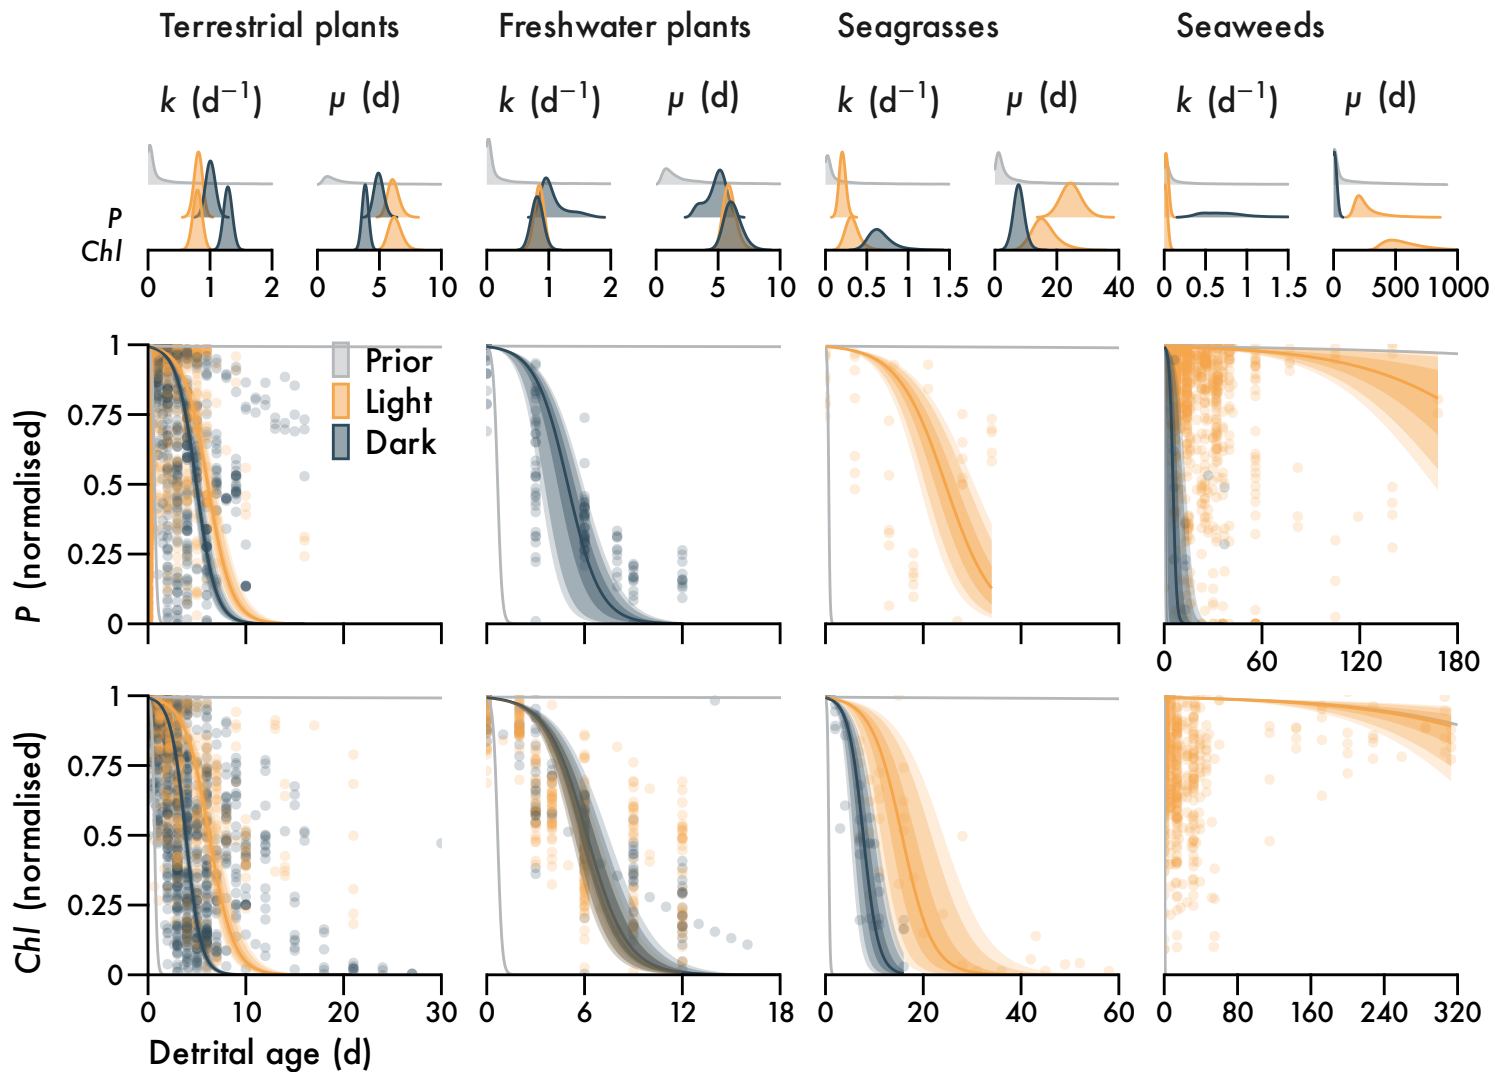 Terrestrial plants Freshwater plants Seagrasses Seaweeds
k (d⁻¹) μ (d) k (d⁻¹) μ (d) k (d⁻¹) μ (d) k (d⁻¹) μ (d)
P
Chl
0 1 2 0 5 10 0 1 2 0 5 10 0 0.5 1 1.5 0 20 40 0 0.5 1 1.5 0 500 1000
P (normalised)
1
0.75
0.5
0.25
0
Prior
Light
Dark
0 60 120 180
Chl (normalised)
1
0.75
0.5
0.25
0
0 10 20 30 0 6 12 18 0 20 40 60 0 80 160 240 320
Detrital age (d)